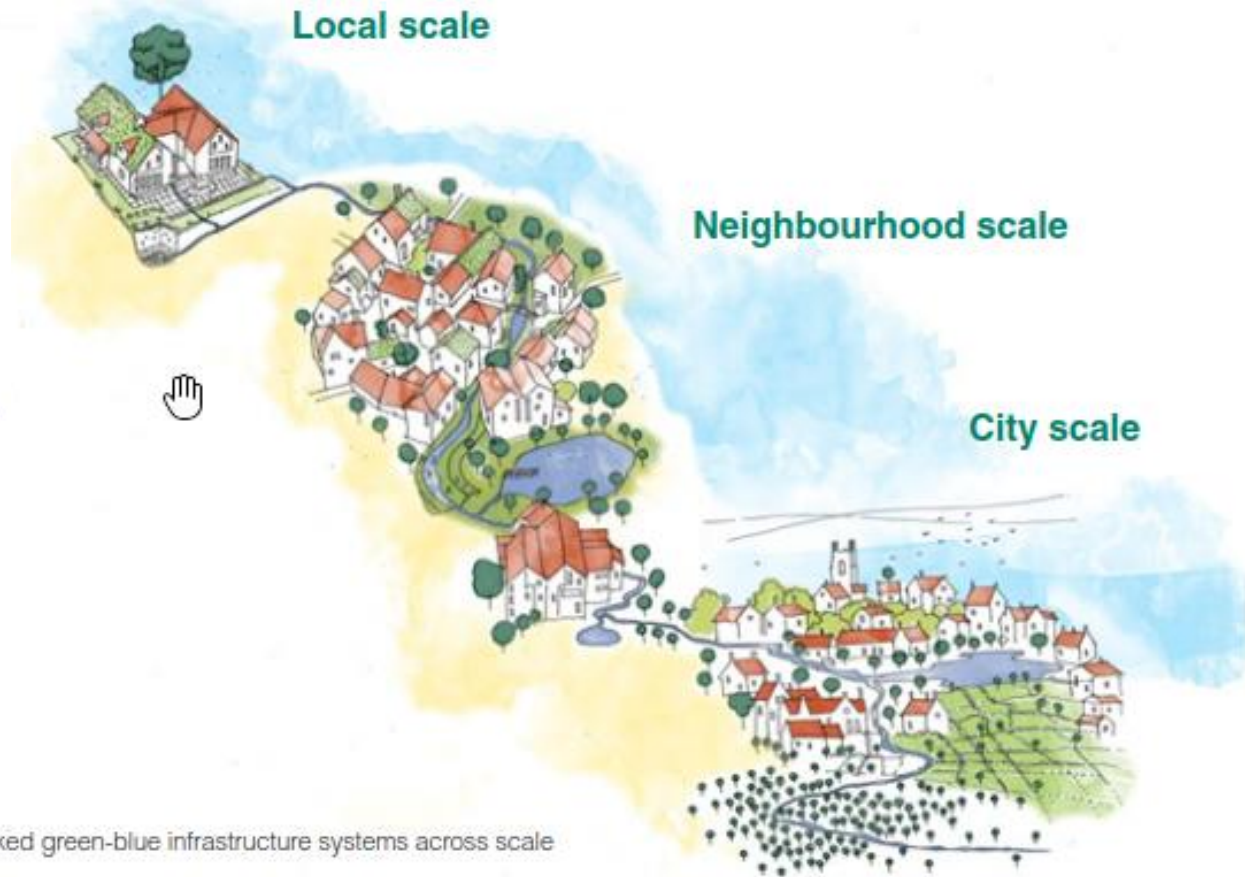 Local scale
Neighbourhood scale
City scale
ked green-blue infrastructure systems across scale